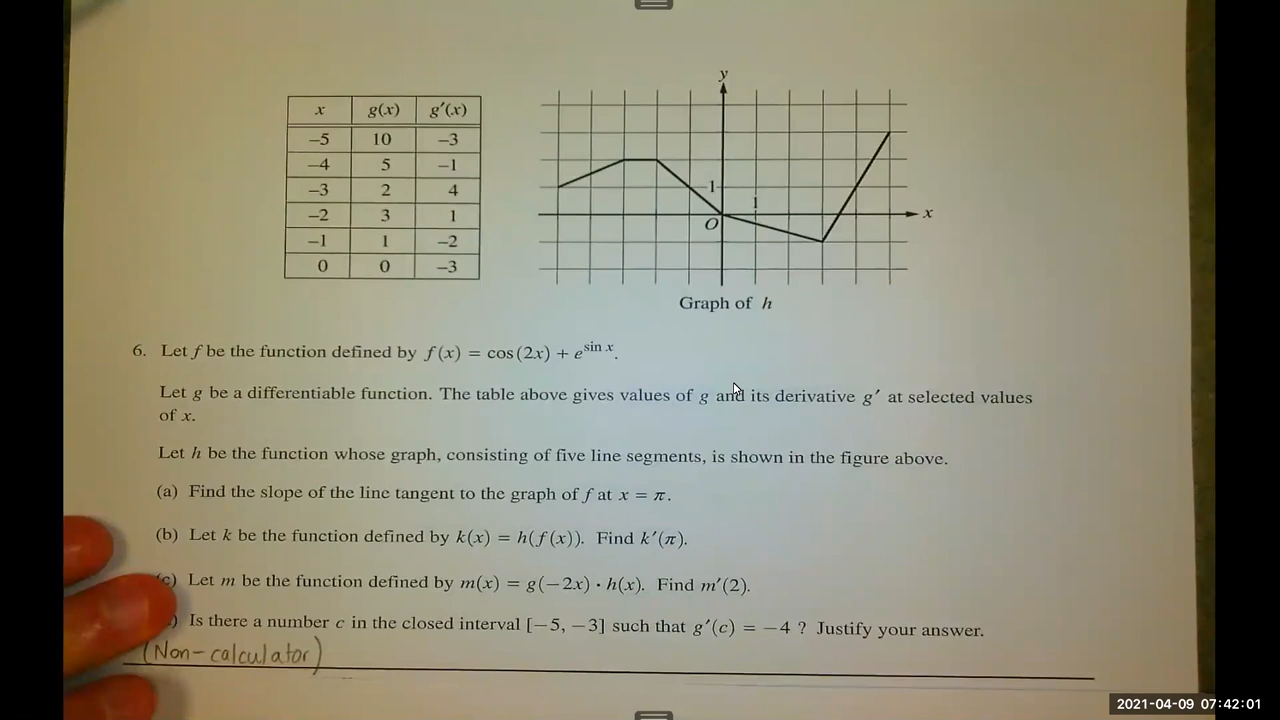 x g(x) g′(x)
−5 10 −3
−4 5 −1
−3 2 4
−2 3 1
−1 1 −2
0 0 −3
y
1
1
O
x
Graph of h
6. Let f be the function defined by f(x) = cos(2x) + e^{sin x}.
Let g be a differentiable function. The table above gives values of g and its derivative g′ at selected values
of x.
Let h be the function whose graph, consisting of five line segments, is shown in the figure above.
(a) Find the slope of the line tangent to the graph of f at x = π.
(b) Let k be the function defined by k(x) = h(f(x)). Find k′(π).
c) Let m be the function defined by m(x) = g(−2x) · h(x). Find m′(2).
) Is there a number c in the closed interval [−5, −3] such that g′(c) = −4 ? Justify your answer.
(Non-calculator)
2021-04-09 07:42:01